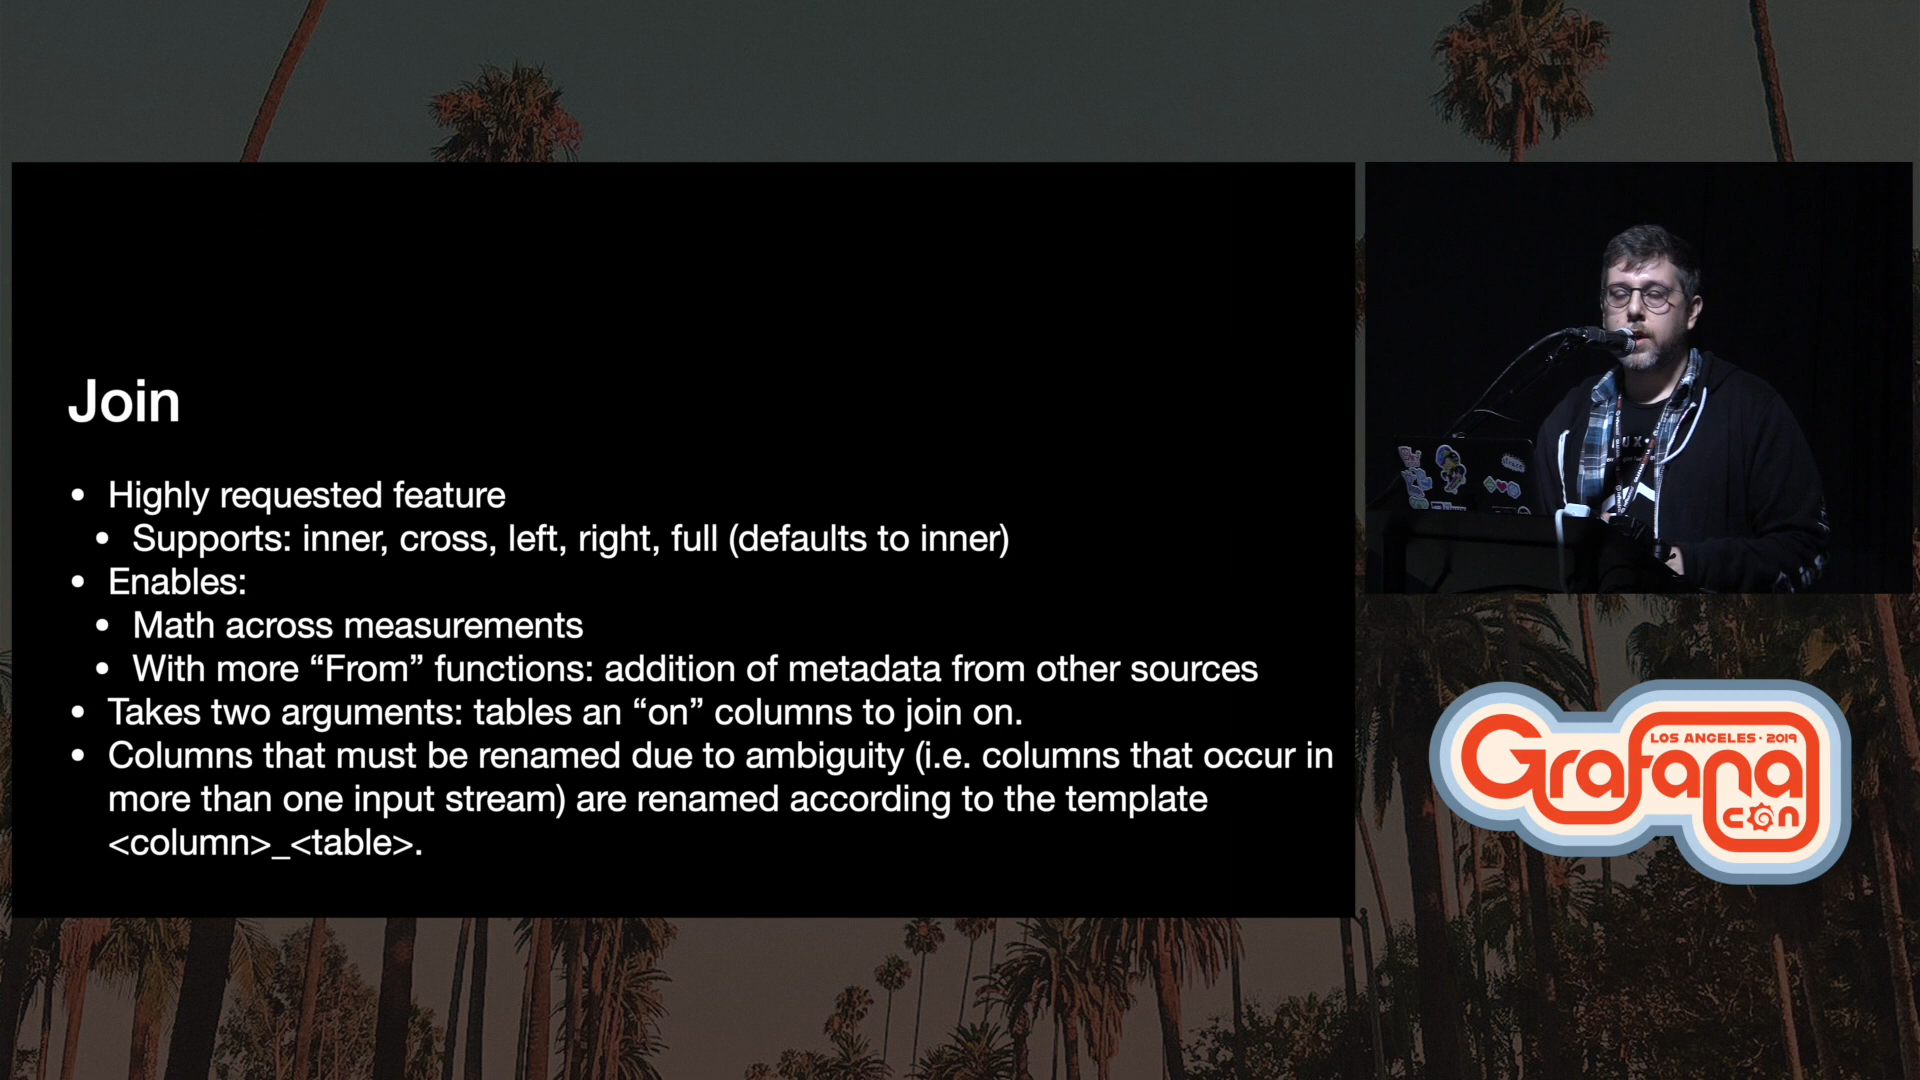 Join
• Highly requested feature
• Supports: inner, cross, left, right, full (defaults to inner)
• Enables:
• Math across measurements
• With more “From” functions: addition of metadata from other sources
• Takes two arguments: tables an “on” columns to join on.
• Columns that must be renamed due to ambiguity (i.e. columns that occur in
more than one input stream) are renamed according to the template
<column>_<table>.
LOS ANGELES · 2019
Grafana
con